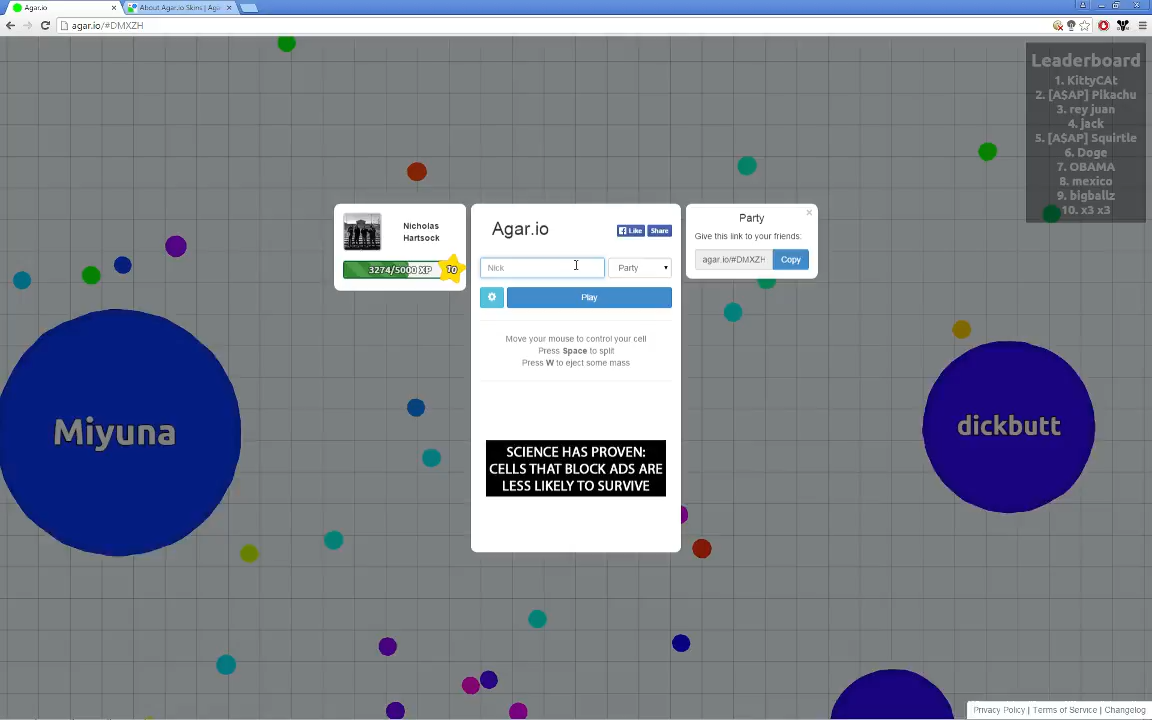 Agar.io
About Agar.io Skins | Agar
agar.io/#DMXZH
Leaderboard
1. KittyCAt
2. [A$AP] Pikachu
3. rey juan
4. jack
5. [A$AP] Squirtle
6. Doge
7. OBAMA
8. mexico
9. bigballz
10. x3 x3
Nicholas
Hartsock
3274/5000 XP
10
Agar.io
Like
Share
Nick
Party
Play
Move your mouse to control your cell
Press Space to split
Press W to eject some mass
SCIENCE HAS PROVEN:
CELLS THAT BLOCK ADS ARE
LESS LIKELY TO SURVIVE
Party
×
Give this link to your friends:
agar.io/#DMXZH
Copy
Miyuna
dickbutt
Privacy Policy | Terms of Service | Changelog